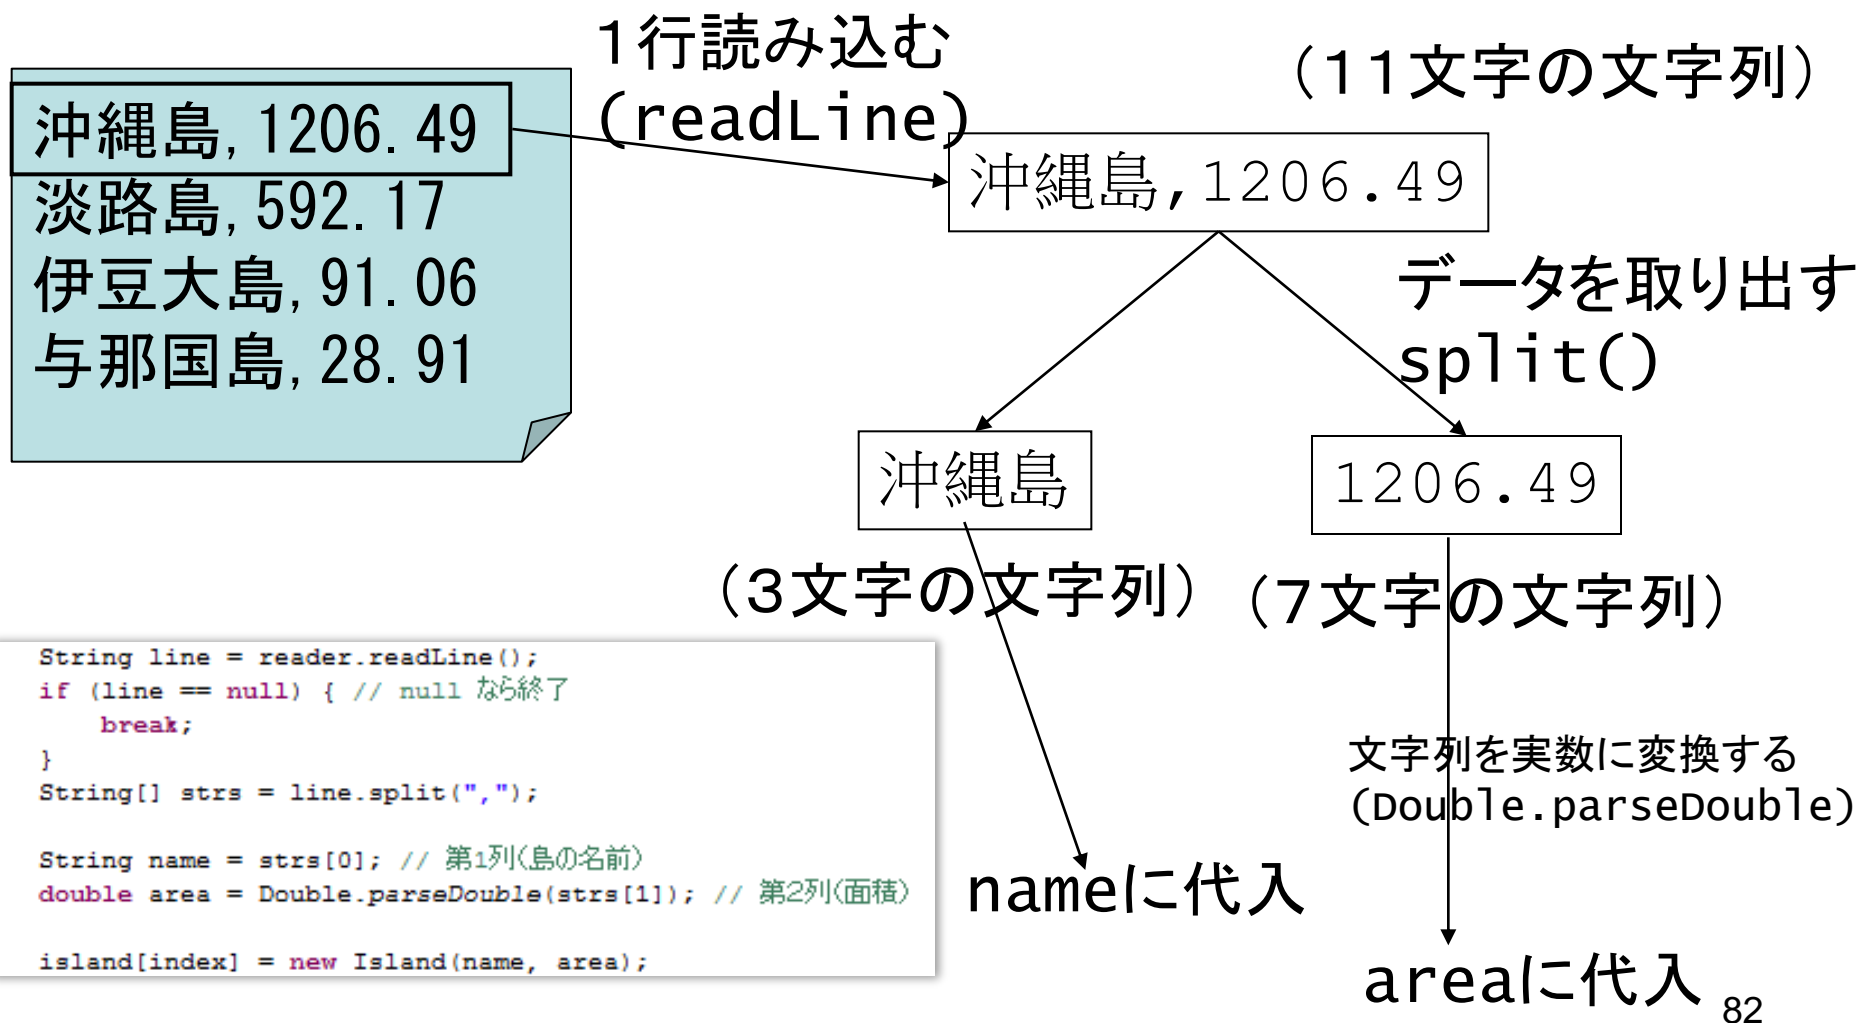 1行読み込む
(readLine)
（11文字の文字列）
沖縄島,1206.49
淡路島,592.17
伊豆大島,91.06
与那国島,28.91
沖縄島,1206.49
データを取り出す
split()
沖縄島
1206.49
（3文字の文字列）
（7文字の文字列）
String line = reader.readLine();
if (line == null) { // null なら終了
break;
}
String[] strs = line.split(",");
String name = strs[0]; // 第1列(島の名前)
double area = Double.parseDouble(strs[1]); // 第2列(面積)
island[index] = new Island(name, area);
文字列を実数に変換する
(Double.parseDouble)
nameに代入
areaに代入
82